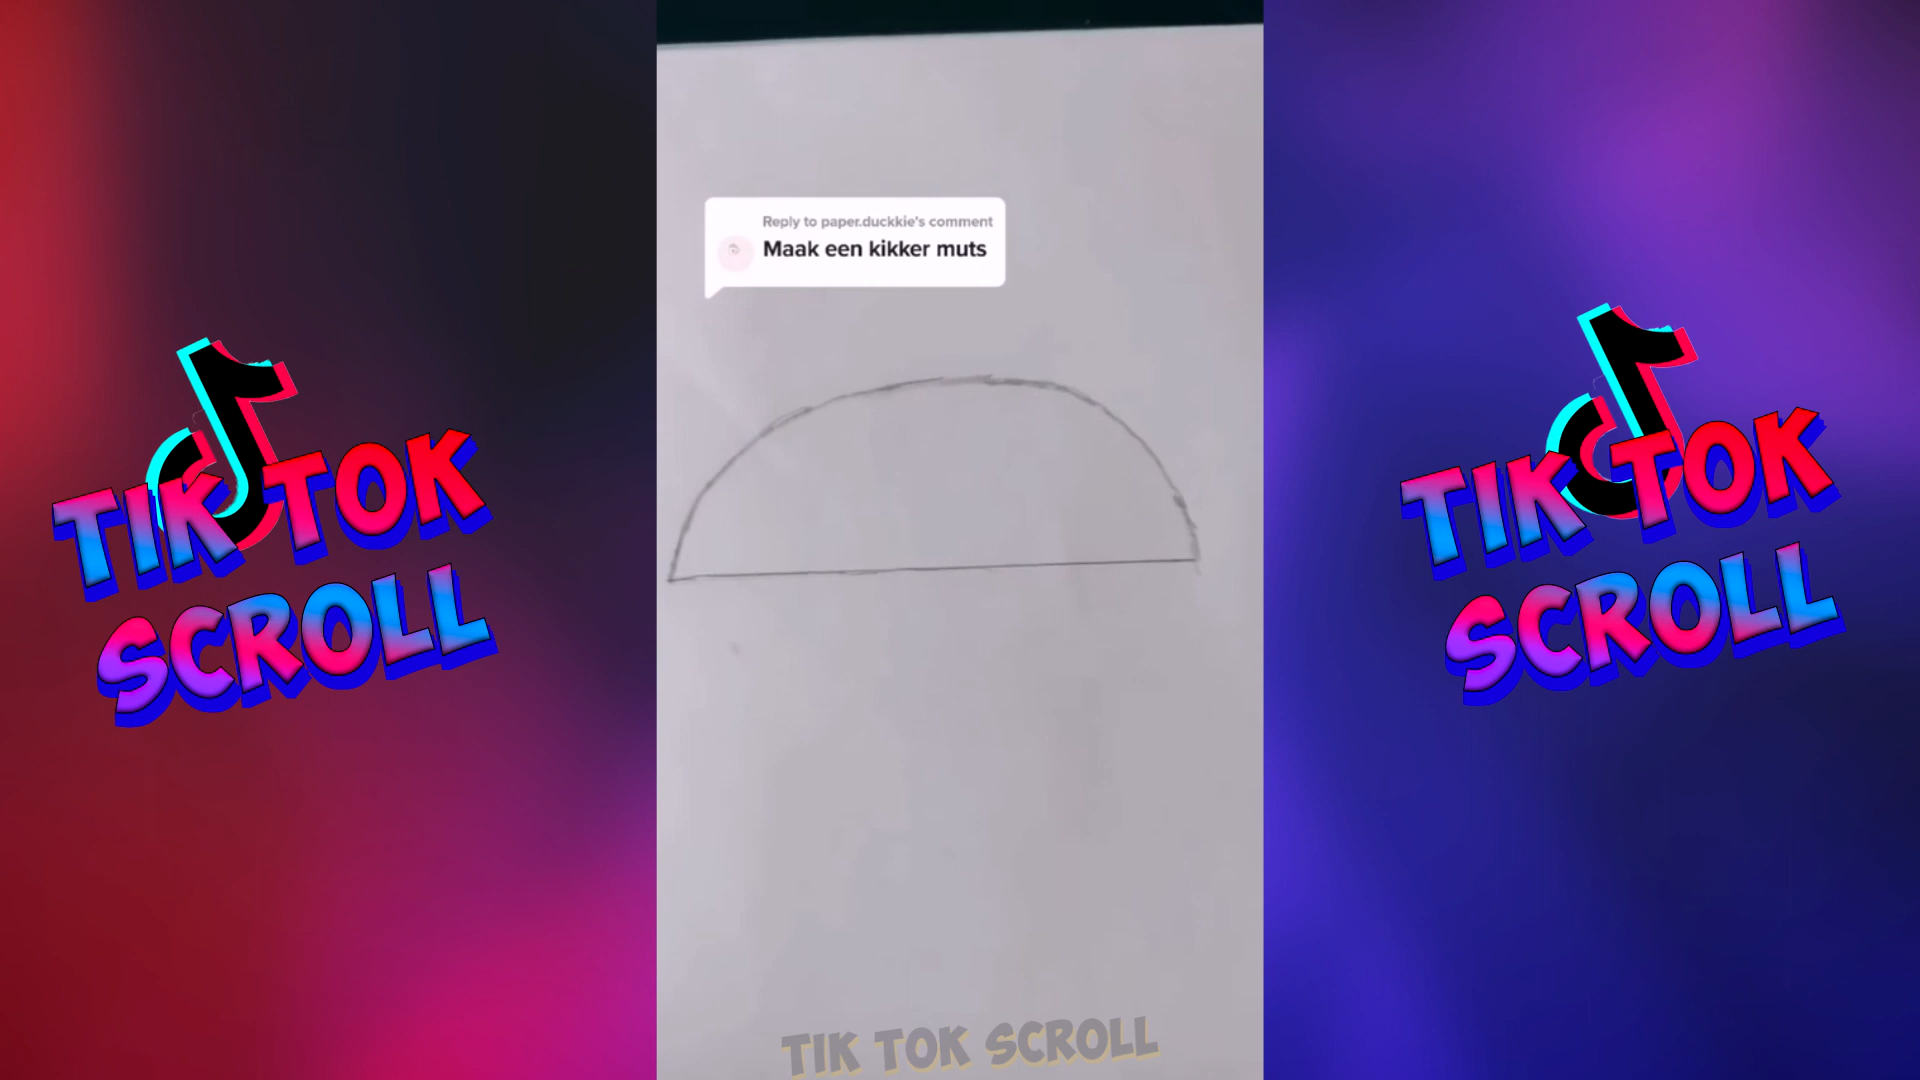 Reply to paper.duckkie's comment
Maak een kikker muts
TIK TOK
SCROLL
TIK TOK
SCROLL
TIK TOK SCROLL